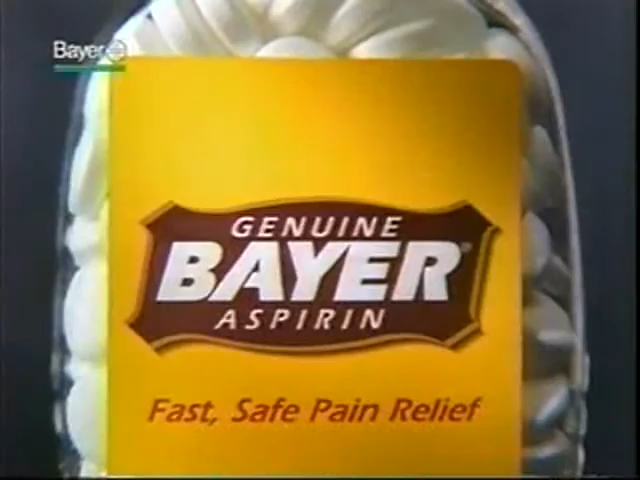 Bayer
GENUINE
BAYER®
ASPIRIN
Fast, Safe Pain Relief